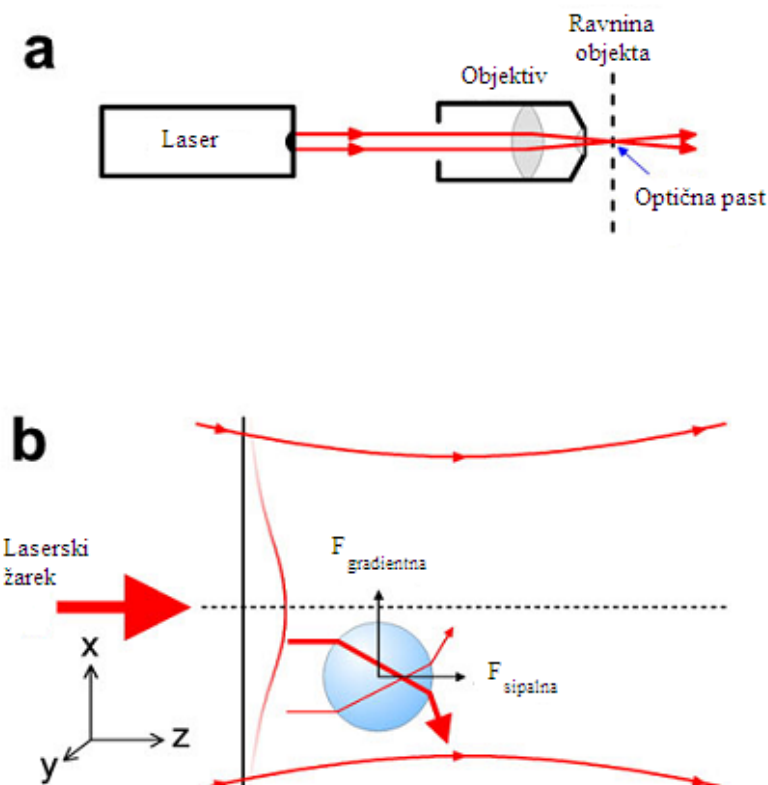 a
Ravnina
objekta
Objektiv
Laser
Optična past
b
Laserski
žarek
F gradientna
F sipalna
x
y
z